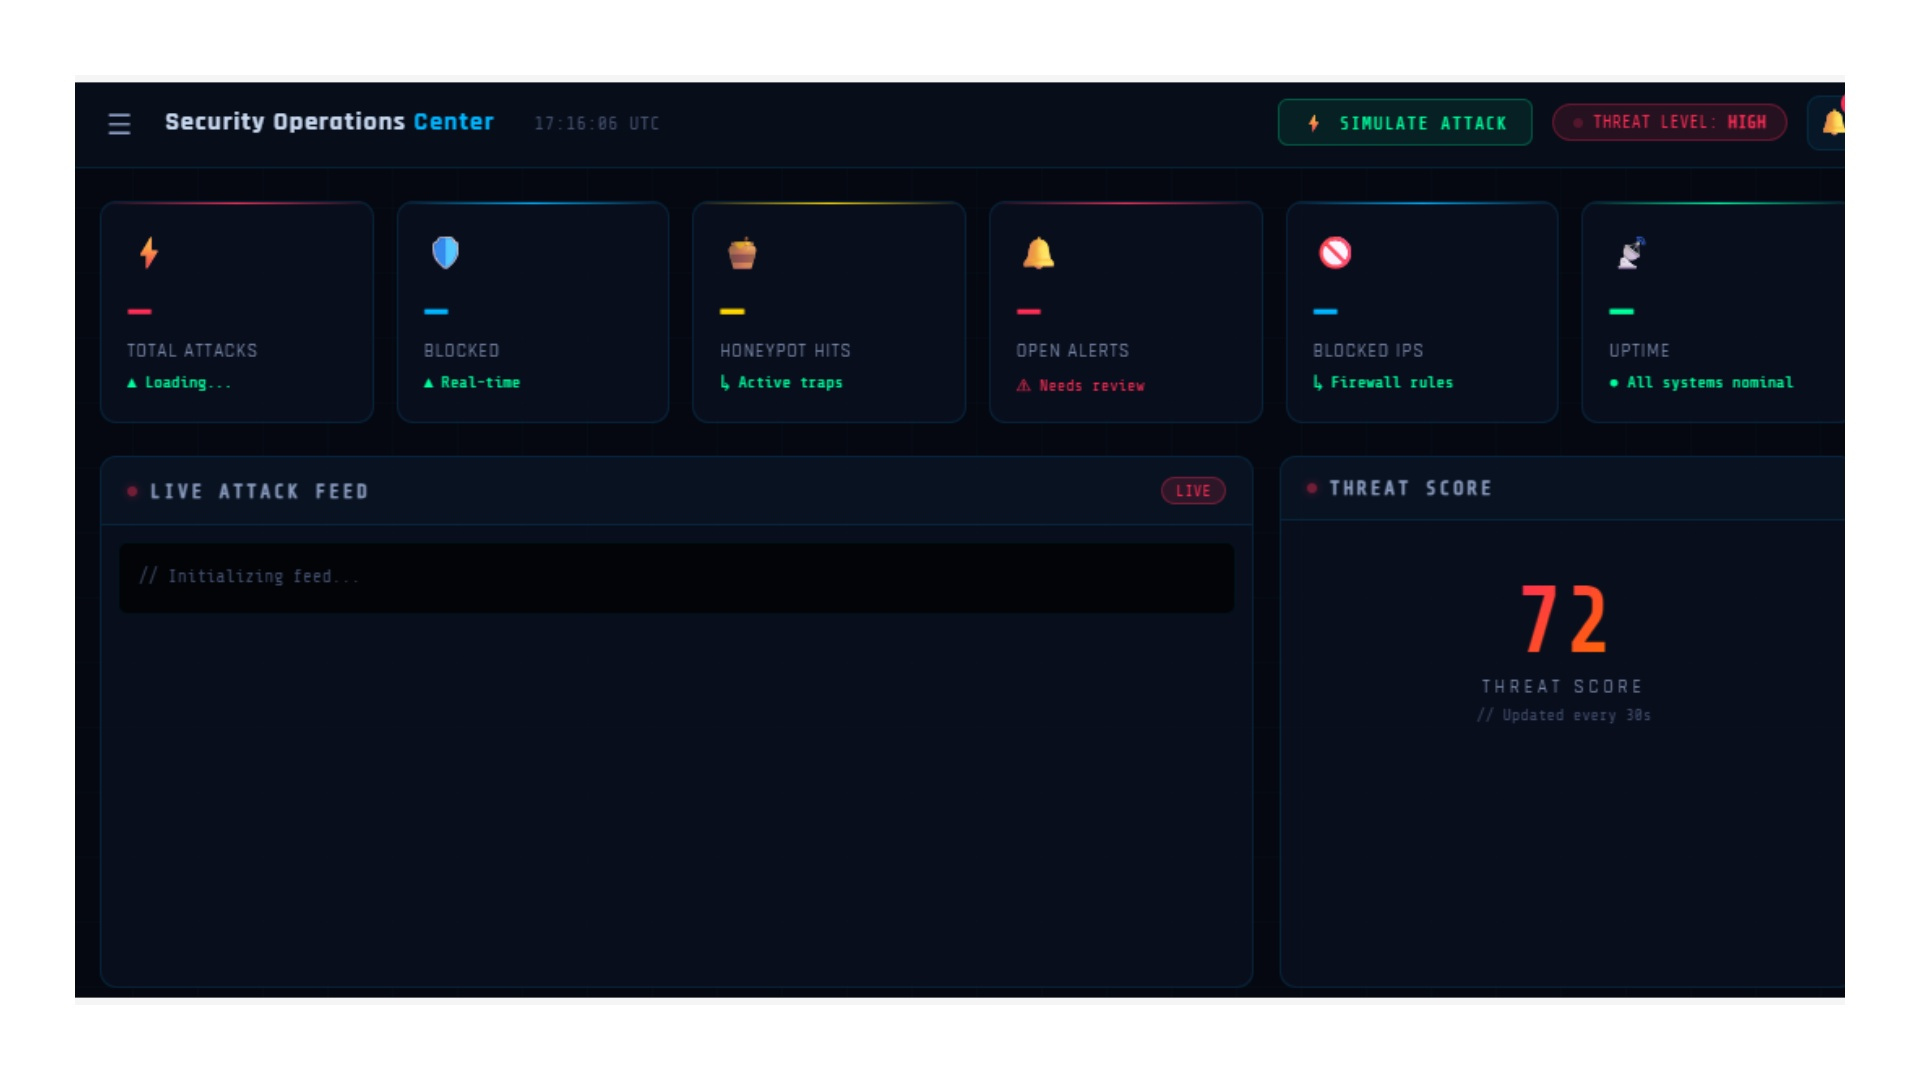 ☰ Security Operations Center 17:16:06 UTC ⚡ SIMULATE ATTACK ● THREAT LEVEL: HIGH
—
TOTAL ATTACKS
▲ Loading...
—
BLOCKED
▲ Real-time
—
HONEYPOT HITS
↳ Active traps
—
OPEN ALERTS
⚠ Needs review
—
BLOCKED IPS
↳ Firewall rules
—
UPTIME
● All systems nominal
LIVE ATTACK FEED LIVE
// Initializing feed...
THREAT SCORE
72
THREAT SCORE
// Updated every 30s